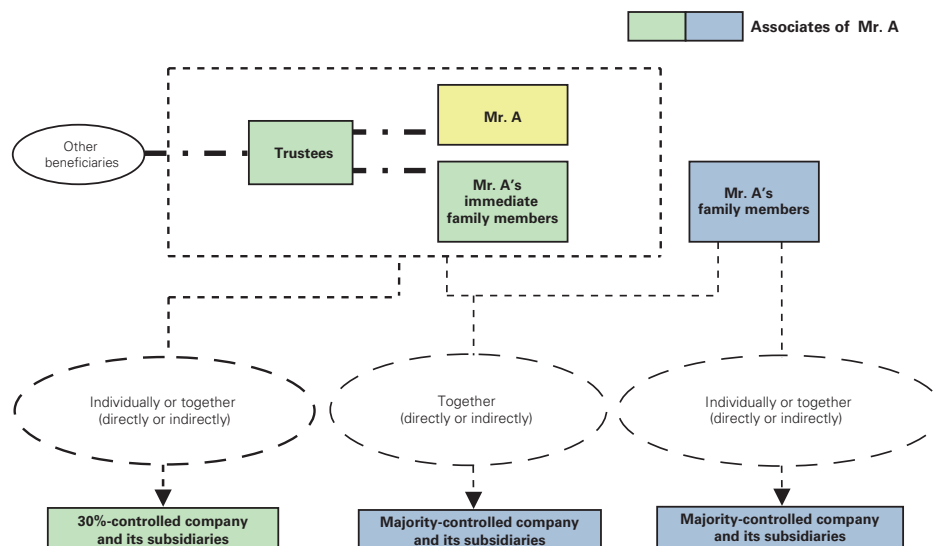 Associates of Mr. A
Other
beneficiaries
Trustees
Mr. A
Mr. A's
immediate
family members
Mr. A's
family members
Individually or together
(directly or indirectly)
Together
(directly or indirectly)
Individually or together
(directly or indirectly)
30%-controlled company
and its subsidiaries
Majority-controlled company
and its subsidiaries
Majority-controlled company
and its subsidiaries